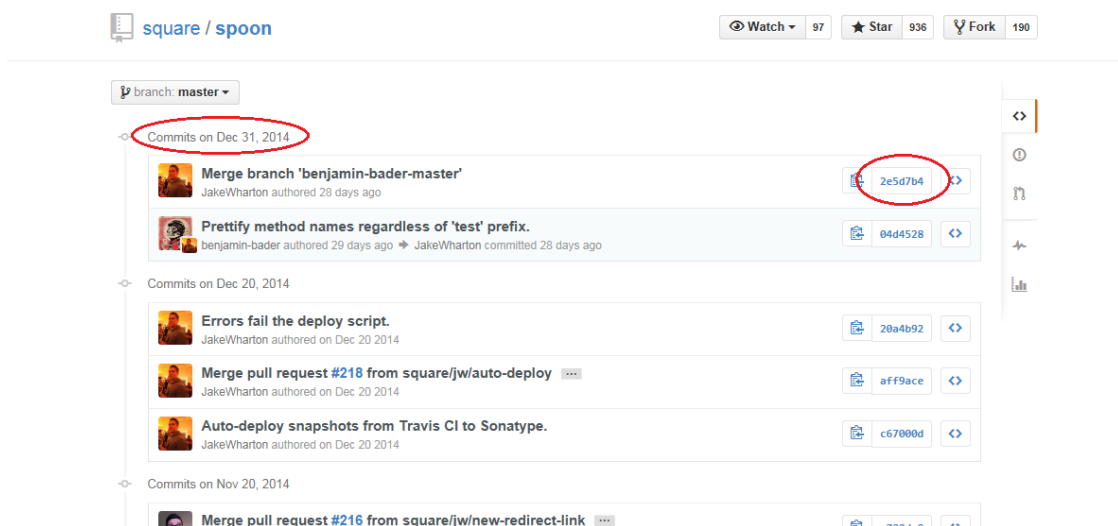 square / spoon
Watch 97 Star 936 Fork 190
branch: master
Commits on Dec 31, 2014
Merge branch 'benjamin-bader-master'
JakeWharton authored 28 days ago
2e5d7b4
Prettify method names regardless of 'test' prefix.
benjamin-bader authored 29 days ago JakeWharton committed 28 days ago
04d4528
Commits on Dec 20, 2014
Errors fail the deploy script.
JakeWharton authored on Dec 20 2014
20a4b92
Merge pull request #218 from square/jw/auto-deploy ...
JakeWharton authored on Dec 20 2014
aff9ace
Auto-deploy snapshots from Travis CI to Sonatype.
JakeWharton authored on Dec 20 2014
c67000d
Commits on Nov 20, 2014
Merge pull request #216 from square/jw/new-redirect-link ...